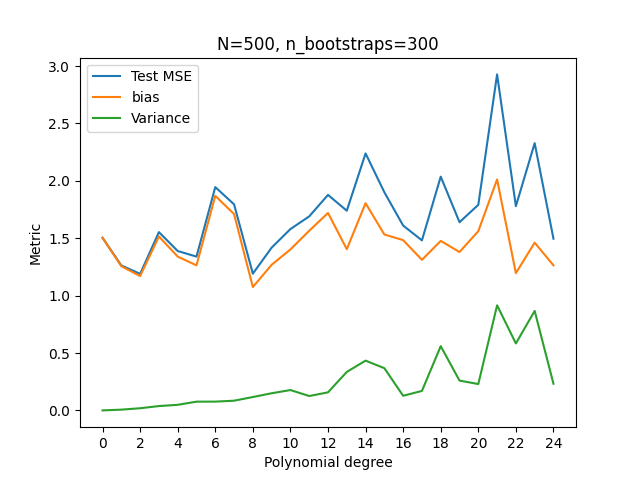 N=500, n_bootstraps=300
Test MSE
bias
Variance
Metric
3.0
2.5
2.0
1.5
1.0
0.5
0.0
0 2 4 6 8 10 12 14 16 18 20 22 24
Polynomial degree